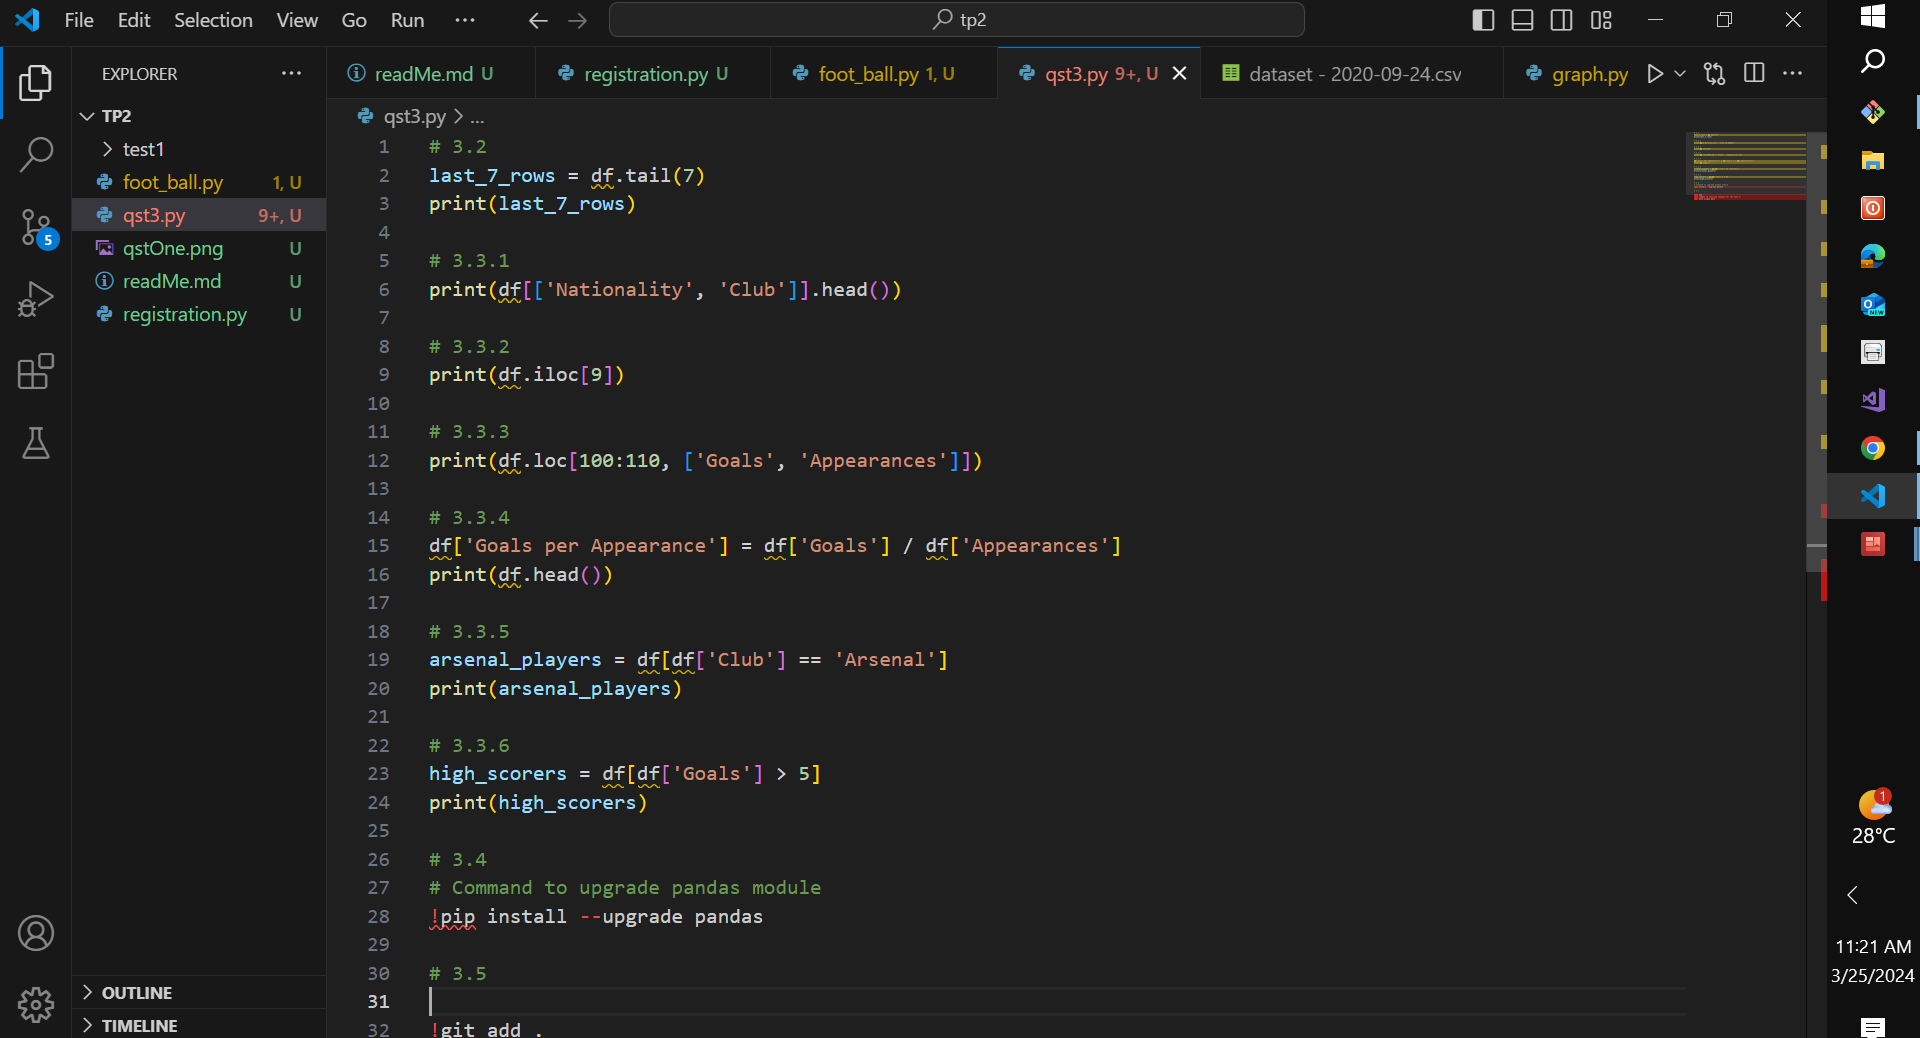 File Edit Selection View Go Run ··· tp2
EXPLORER ···
readMe.md U registration.py U foot_ball.py 1, U qst3.py 9+, U dataset - 2020-09-24.csv graph.py ···
TP2
test1
foot_ball.py 1, U
qst3.py 9+, U
qstOne.png U
readMe.md U
registration.py U
5
OUTLINE
TIMELINE
qst3.py > ...
1 # 3.2
2 last_7_rows = df.tail(7)
3 print(last_7_rows)
4
5 # 3.3.1
6 print(df[['Nationality', 'Club']].head())
7
8 # 3.3.2
9 print(df.iloc[9])
10
11 # 3.3.3
12 print(df.loc[100:110, ['Goals', 'Appearances']])
13
14 # 3.3.4
15 df['Goals per Appearance'] = df['Goals'] / df['Appearances']
16 print(df.head())
17
18 # 3.3.5
19 arsenal_players = df[df['Club'] == 'Arsenal']
20 print(arsenal_players)
21
22 # 3.3.6
23 high_scorers = df[df['Goals'] > 5]
24 print(high_scorers)
25
26 # 3.4
27 # Command to upgrade pandas module
28 !pip install --upgrade pandas
29
30 # 3.5
31
32 !git add .
NEW
1
28°C
11:21 AM
3/25/2024